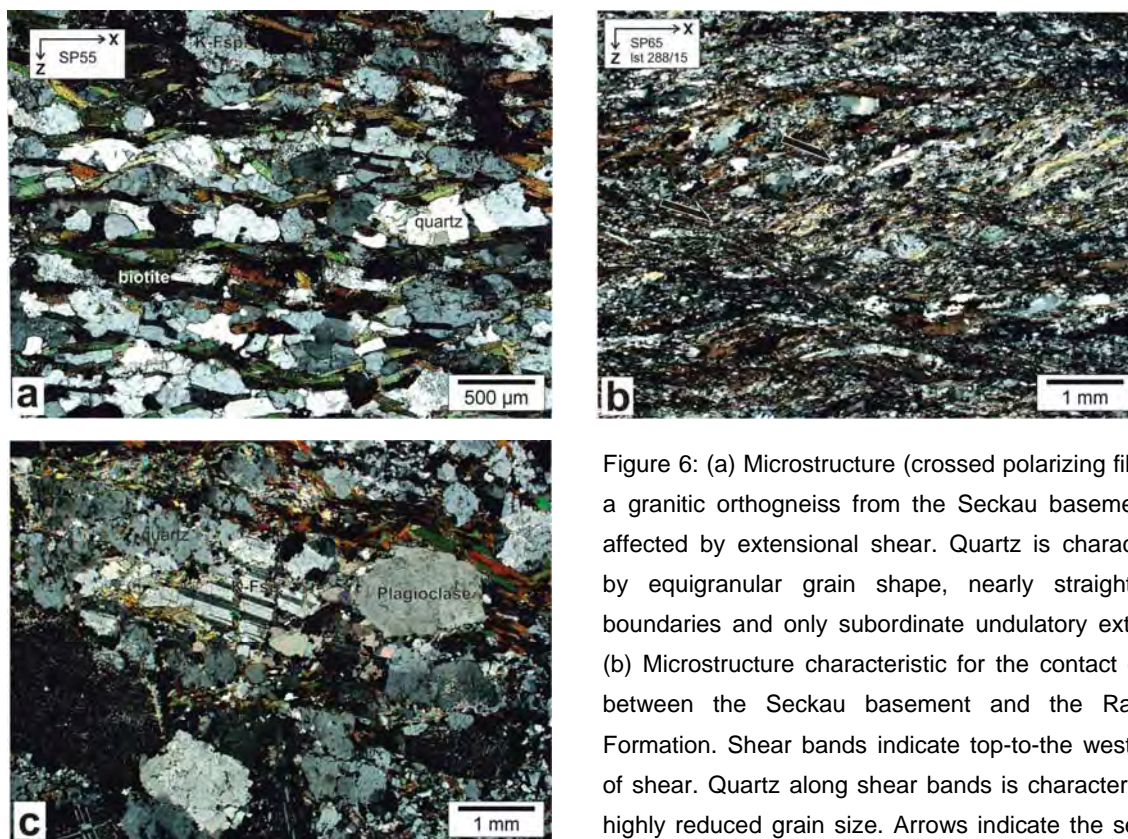 X
Z
SP55
K-Fsp
quartz
biotite
a
500 µm
X
Z
SP65
lst 288/15
b
1 mm
quartz
K-Fsp
Plagioclase
c
1 mm
Figure 6: (a) Microstructure (crossed polarizing fil
a granitic orthogneiss from the Seckau baseme
affected by extensional shear. Quartz is charac
by equigranular grain shape, nearly straight
boundaries and only subordinate undulatory ext
(b) Microstructure characteristic for the contact
between the Seckau basement and the Ra
Formation. Shear bands indicate top-to-the west
of shear. Quartz along shear bands is character
highly reduced grain size. Arrows indicate the se